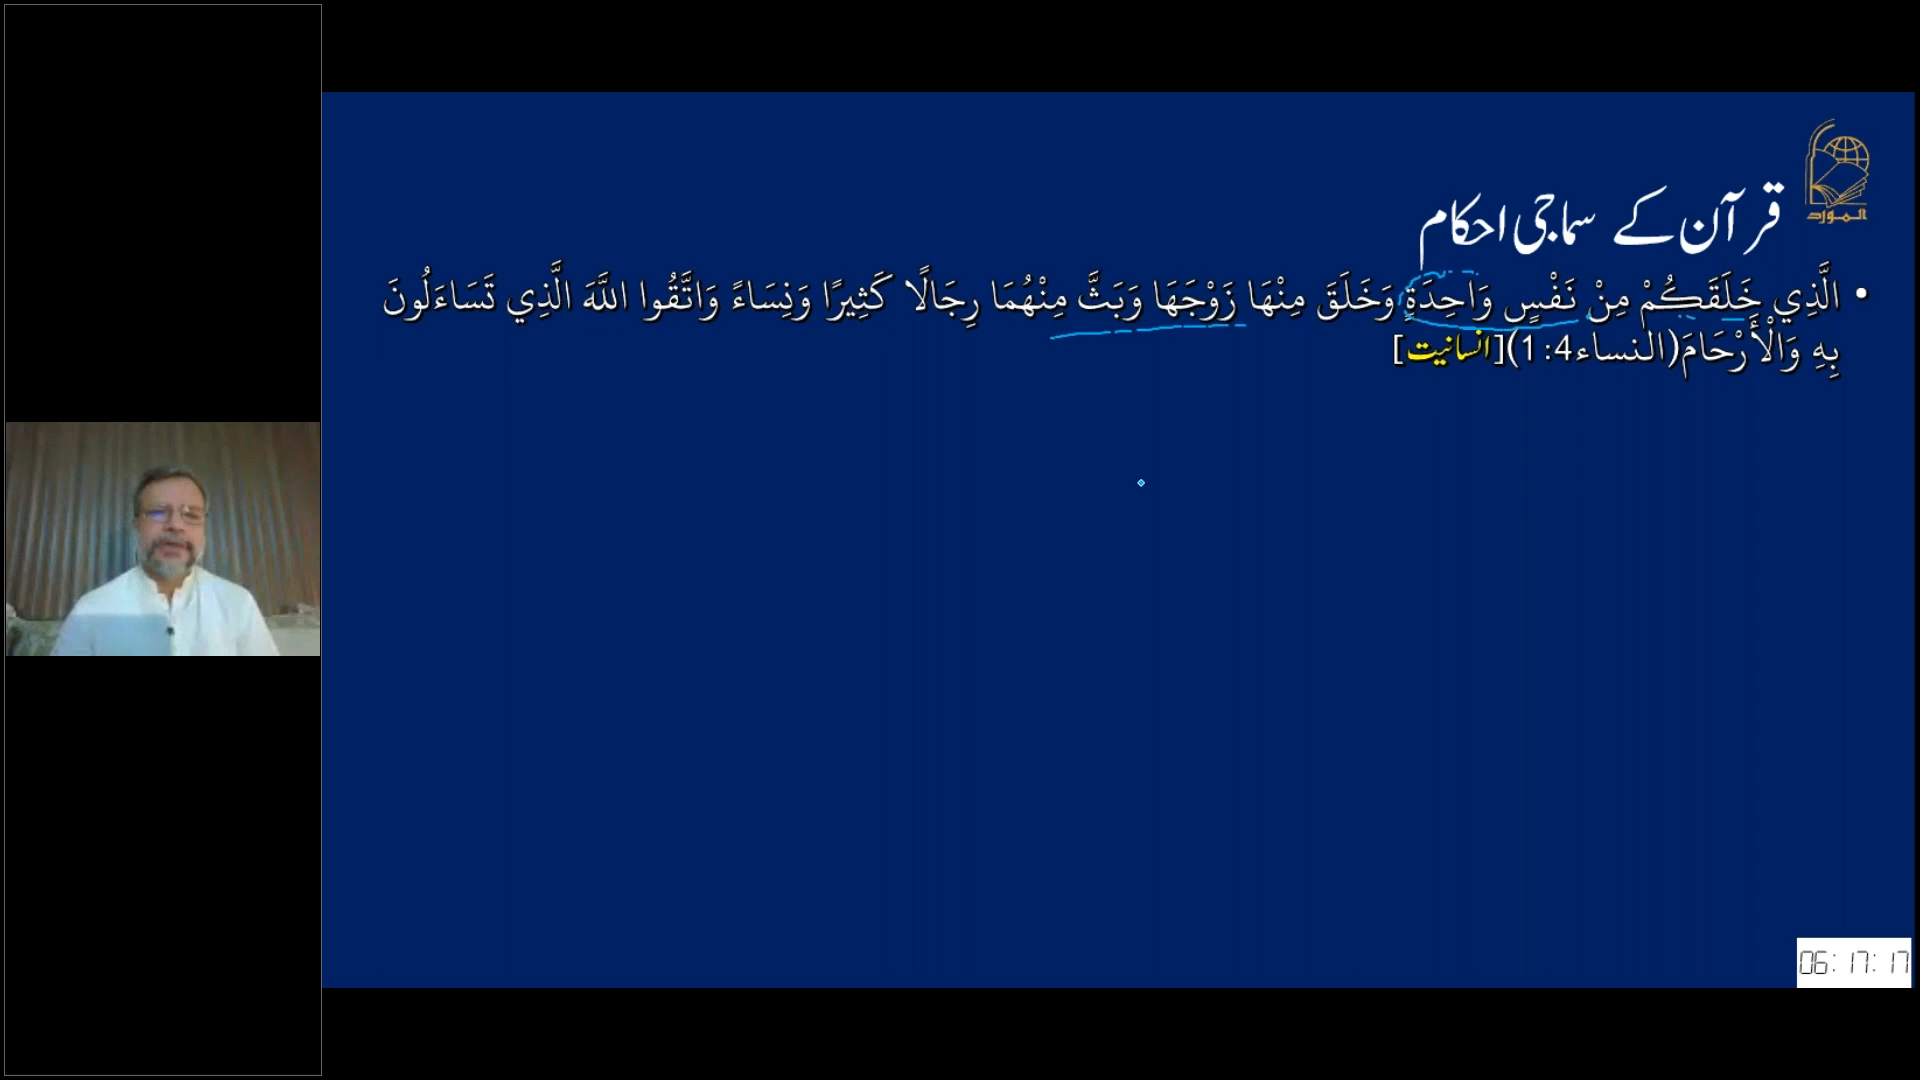 المورد
قرآن کے سماجی احکام
• الَّذِي خَلَقَكُمْ مِنْ نَفْسٍ وَاحِدَةٍ وَخَلَقَ مِنْهَا زَوْجَهَا وَبَثَّ مِنْهُمَا رِجَالًا كَثِيرًا وَنِسَاءً وَاتَّقُوا اللَّهَ الَّذِي تَسَاءَلُونَ
بِهِ وَالْأَرْحَامَ(النساء4:1)[انسانیت]
06:17:17